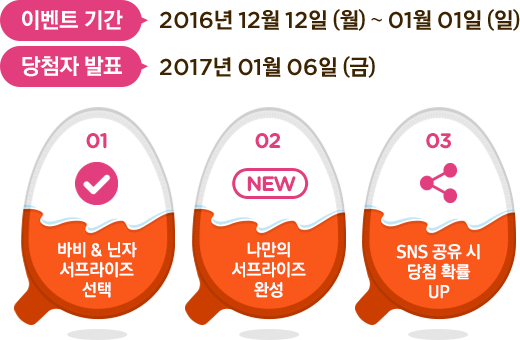 이벤트 기간 2016년 12월 12일 (월) ~ 01월 01일 (일)
당첨자 발표 2017년 01월 06일 (금)
01
바비 & 닌자
서프라이즈
선택
02
NEW
나만의
서프라이즈
완성
03
SNS 공유 시
당첨 확률
UP